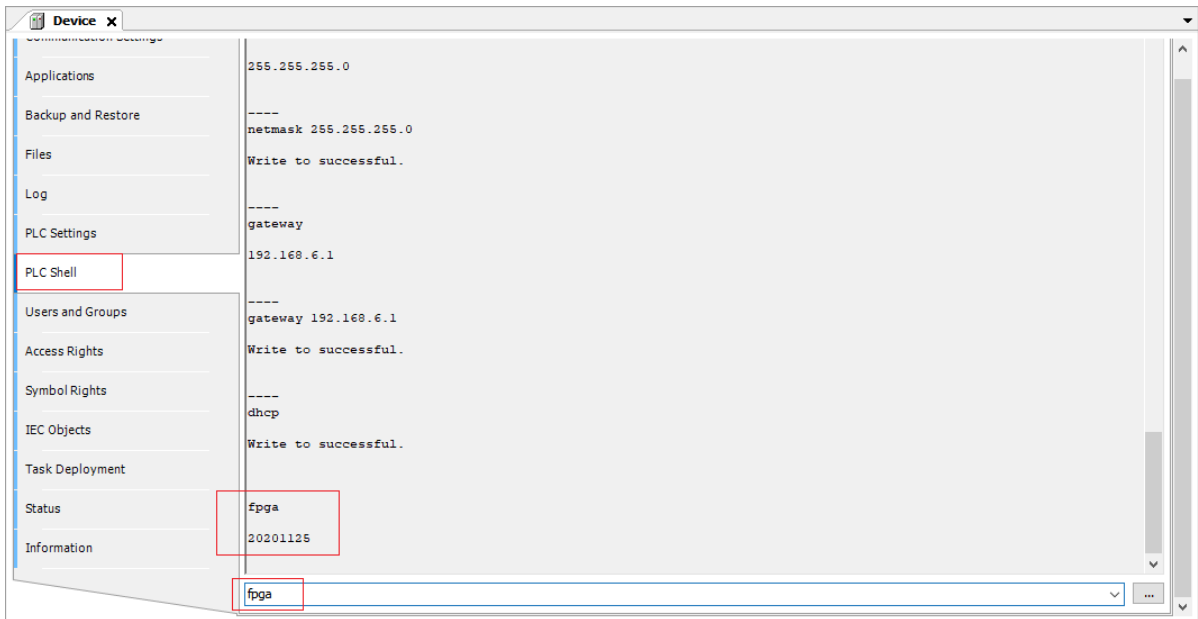 Device
Communication Settings
Applications
Backup and Restore
Files
Log
PLC Settings
PLC Shell
Users and Groups
Access Rights
Symbol Rights
IEC Objects
Task Deployment
Status
Information
255.255.255.0
----
netmask 255.255.255.0
Write to successful.
----
gateway
192.168.6.1
----
gateway 192.168.6.1
Write to successful.
----
dhcp
Write to successful.
fpga
20201125
fpga
...